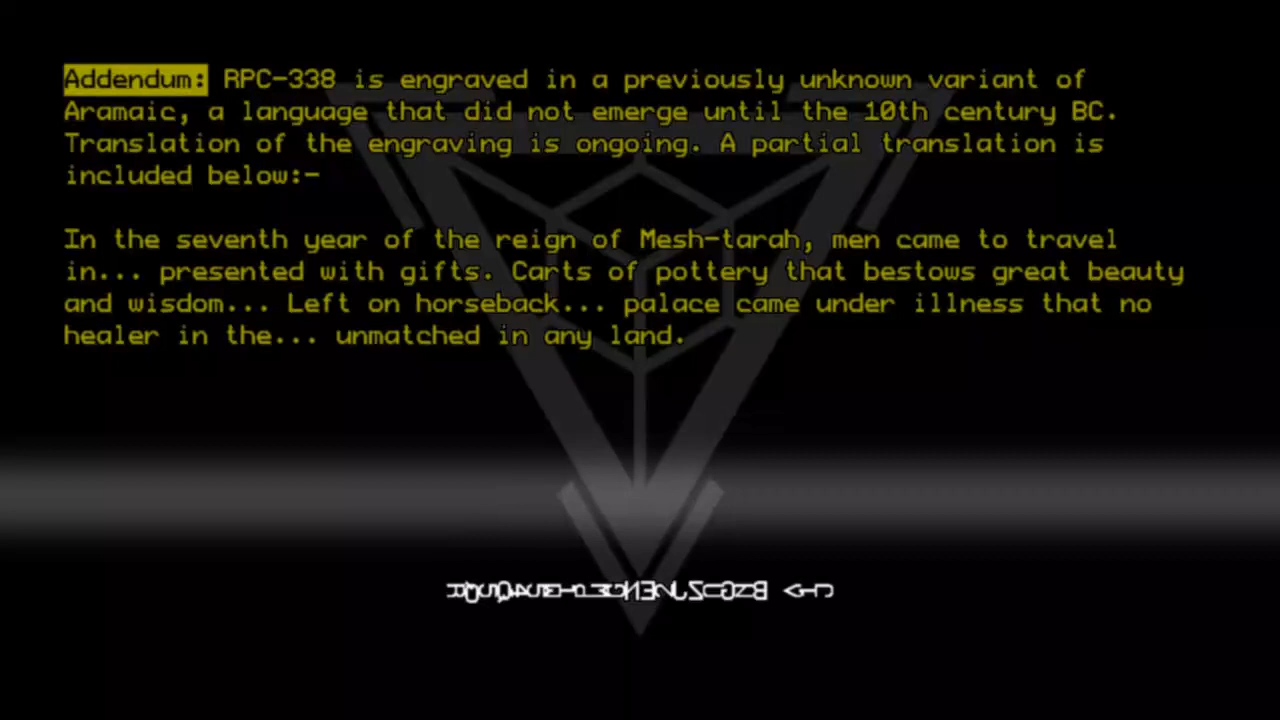 Addendum: RPC-338 is engraved in a previously unknown variant of
Aramaic, a language that did not emerge until the 10th century BC.
Translation of the engraving is ongoing. A partial translation is
included below:-
In the seventh year of the reign of Mesh-tarah, men came to travel
in... presented with gifts. Carts of pottery that bestows great beauty
and wisdom... Left on horseback... palace came under illness that no
healer in the... unmatched in any land.